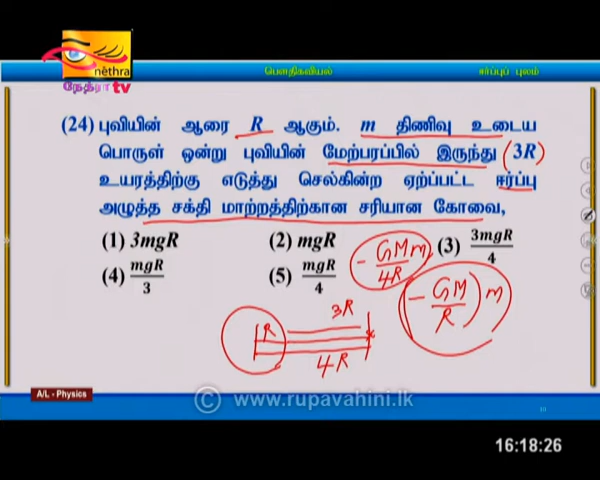 nethra
நேத்ரா tv
பௌதிகவியல்
ஈர்ப்புப் புலம்
(24) புவியின் ஆரை R ஆகும். m திணிவு உடைய
பொருள் ஒன்று புவியின் மேற்பரப்பில் இருந்து (3R)
உயரத்திற்கு எடுத்து செல்கின்ற ஏற்ப்பட்ட ஈர்ப்பு
அழுத்த சக்தி மாற்றத்திற்கான சரியான கோவை,
(1) 3mgR (2) mgR (3) 3mgR/4
(4) mgR/3 (5) mgR/4
- GMm/4R
(- GM/R) m
3R
R
4R
A/L - Physics
© www.rupavahini.lk
16:18:26